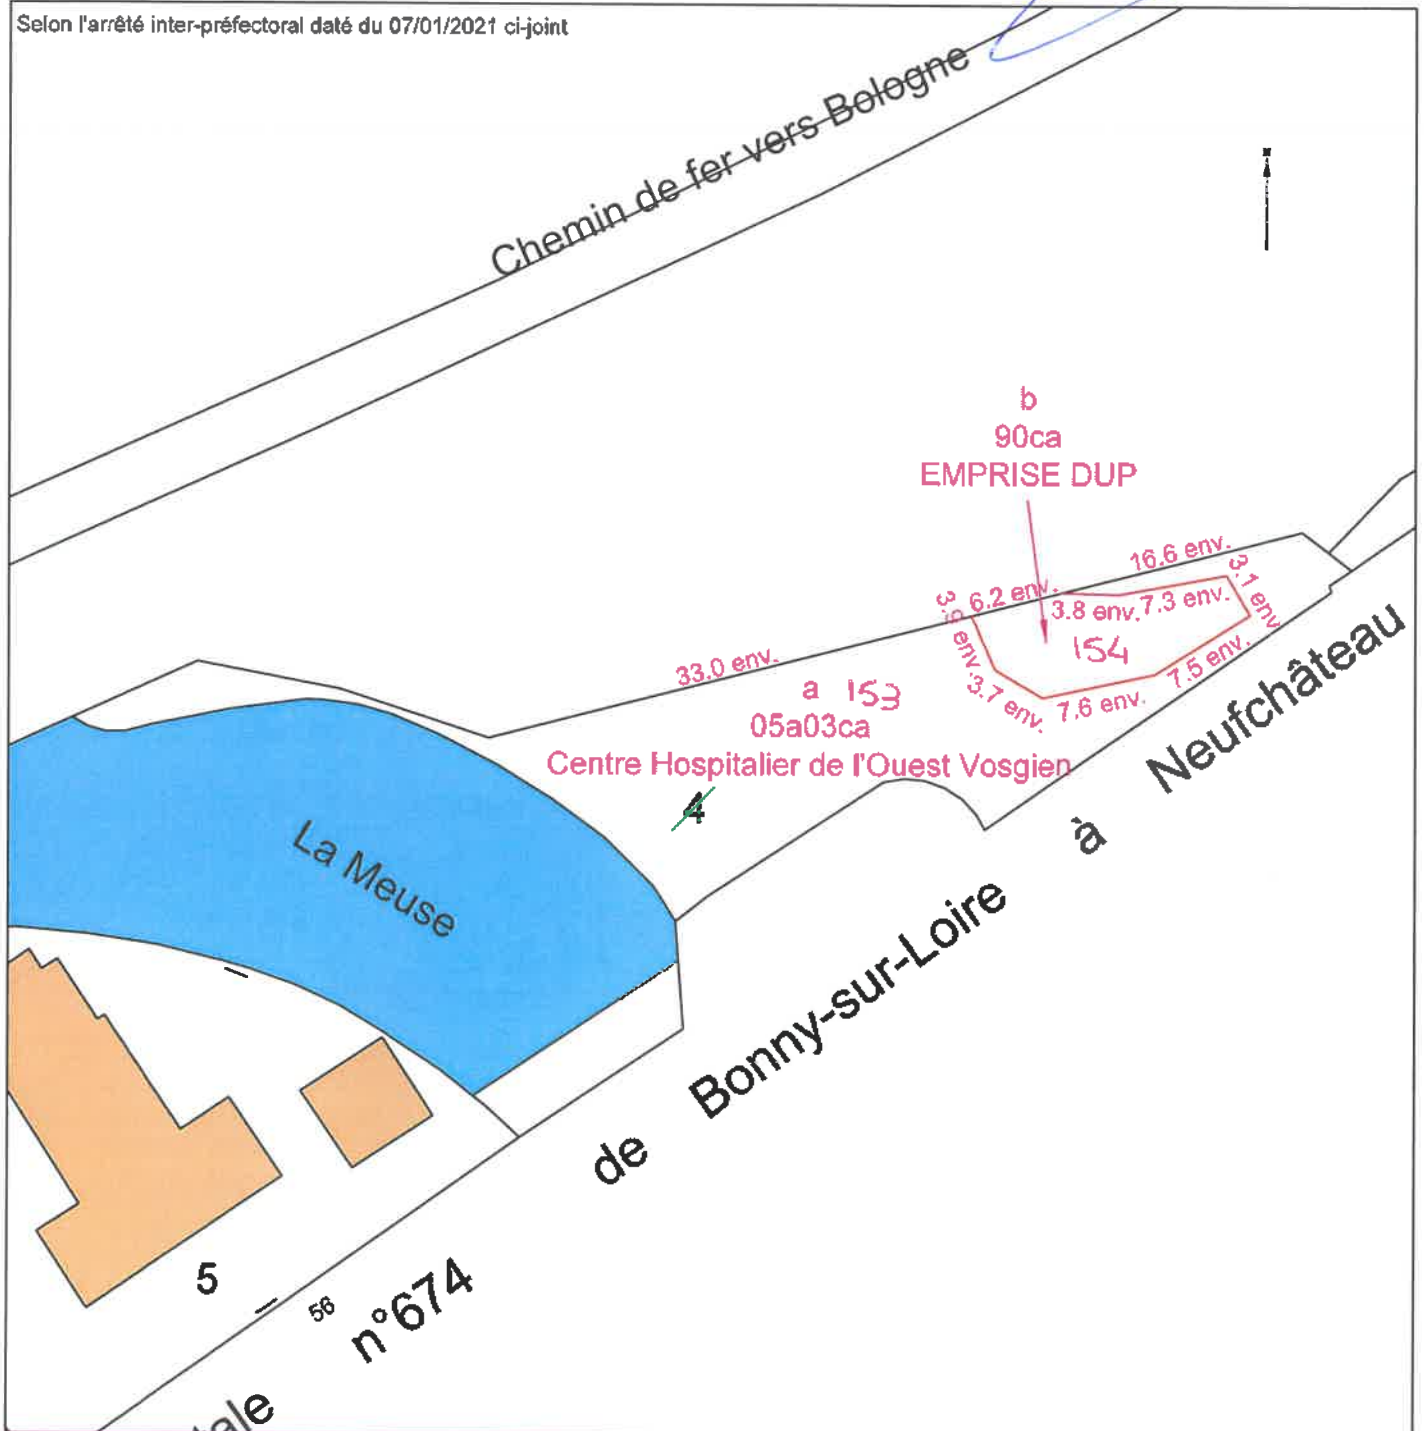 Selon l'arrêté inter-préfectoral daté du 07/01/2021 ci-joint
Chemin de fer vers Bologne
b
90ca
EMPRISE DUP
16.6 env.
3.1 env.
6.2 env.
3.8 env.
7.3 env.
3.9 env.
154
7.5 env.
33.0 env.
3.7 env.
7.6 env.
a 153
05a03ca
Centre Hospitalier de l'Ouest Vosgien
4
La Meuse
n°674 de Bonny-sur-Loire à Neufchâteau
5
56